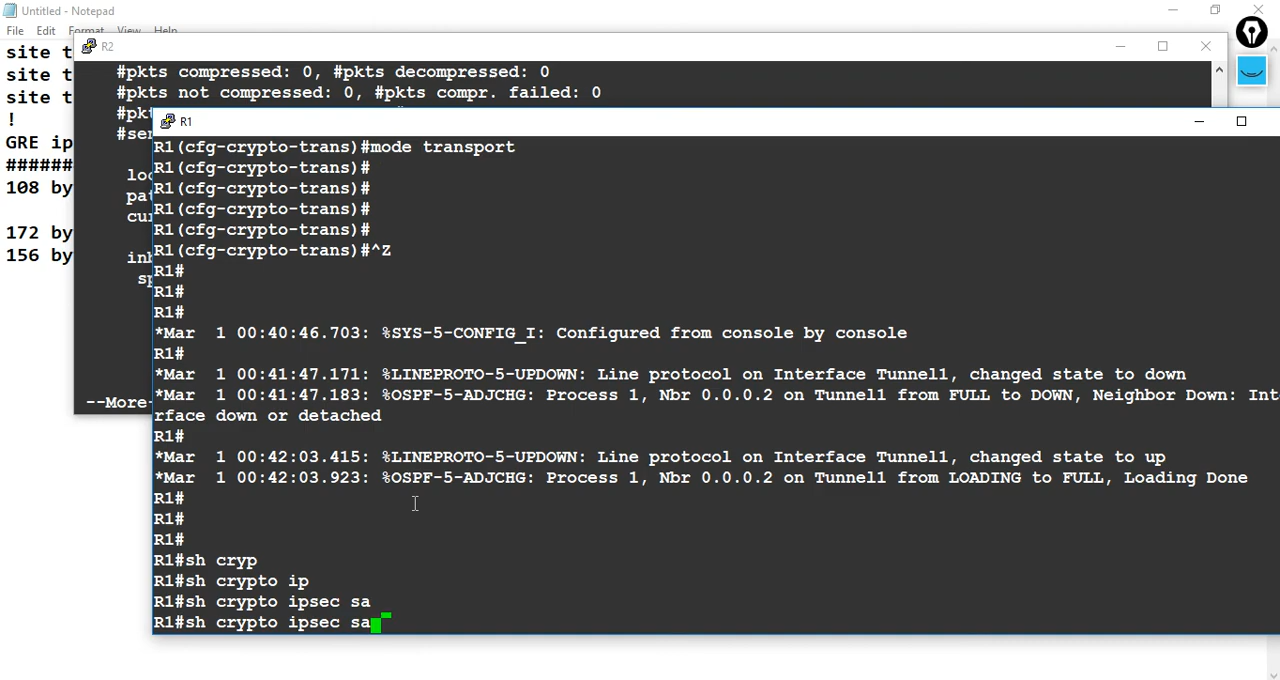 Untitled - Notepad
File Edit Format View Help
site t
site t
site t
!
GRE ip
#######
108 by
172 by
156 by
R2
#pkts compressed: 0, #pkts decompressed: 0
#pkts not compressed: 0, #pkts compr. failed: 0
#pkt
#ser
loc
pat
cur
inb
sp
--More-
R1
R1(cfg-crypto-trans)#mode transport
R1(cfg-crypto-trans)#
R1(cfg-crypto-trans)#
R1(cfg-crypto-trans)#
R1(cfg-crypto-trans)#
R1(cfg-crypto-trans)#^Z
R1#
R1#
R1#
*Mar  1 00:40:46.703: %SYS-5-CONFIG_I: Configured from console by console
R1#
*Mar  1 00:41:47.171: %LINEPROTO-5-UPDOWN: Line protocol on Interface Tunnel1, changed state to down
*Mar  1 00:41:47.183: %OSPF-5-ADJCHG: Process 1, Nbr 0.0.0.2 on Tunnel1 from FULL to DOWN, Neighbor Down: Int
rface down or detached
R1#
*Mar  1 00:42:03.415: %LINEPROTO-5-UPDOWN: Line protocol on Interface Tunnel1, changed state to up
*Mar  1 00:42:03.923: %OSPF-5-ADJCHG: Process 1, Nbr 0.0.0.2 on Tunnel1 from LOADING to FULL, Loading Done
R1#
R1#
R1#
R1#sh cryp
R1#sh crypto ip
R1#sh crypto ipsec sa
R1#sh crypto ipsec sa